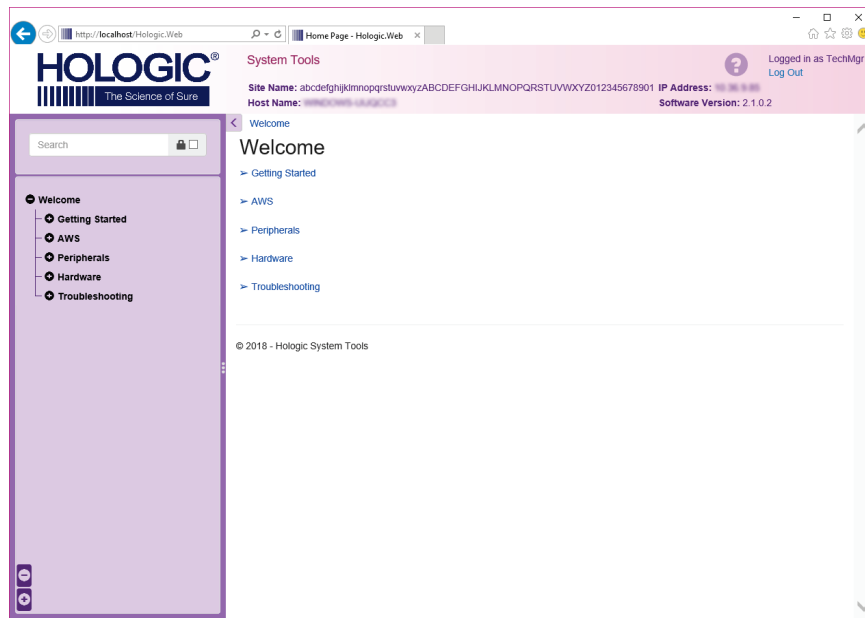 http://localhost/Hologic.Web
Home Page - Hologic.Web
HOLOGIC®
The Science of Sure
System Tools
Logged in as TechMgr
Log Out
Site Name: abcdefghijklmnopqrstuvwxyzABCDEFGHIJKLMNOPQRSTUVWXYZ012345678901 IP Address:
Host Name:
Software Version: 2.1.0.2
Search
Welcome
Getting Started
AWS
Peripherals
Hardware
Troubleshooting
Welcome
Welcome
➢ Getting Started
➢ AWS
➢ Peripherals
➢ Hardware
➢ Troubleshooting
© 2018 - Hologic System Tools